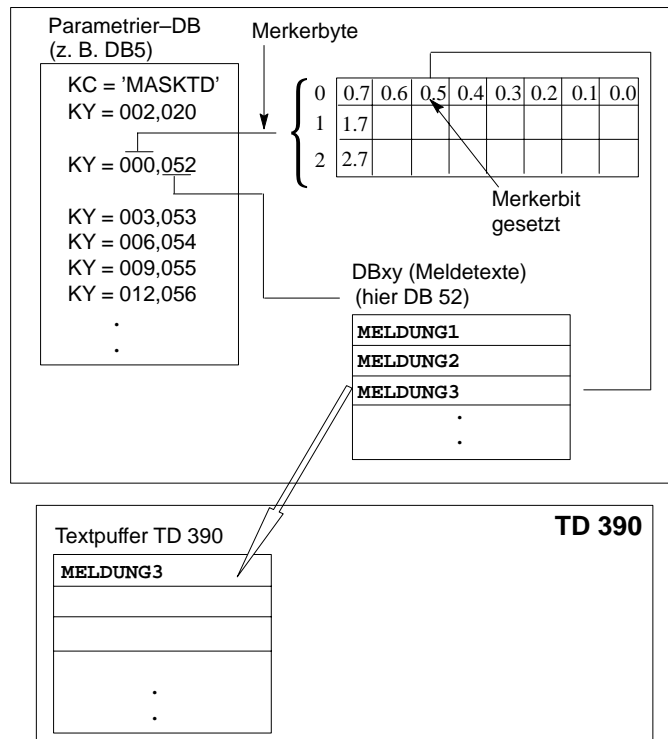 Parametrier–DB
(z. B. DB5)
KC = 'MASKTD'
KY = 002,020
KY = 000,052
KY = 003,053
KY = 006,054
KY = 009,055
KY = 012,056
.
.
Merkerbyte
0 0.7 0.6 0.5 0.4 0.3 0.2 0.1 0.0
1 1.7
2 2.7
Merkerbit
gesetzt
DBxy (Meldetexte)
(hier DB 52)
MELDUNG1
MELDUNG2
MELDUNG3
.
.
TD 390
Textpuffer TD 390
MELDUNG3
.
.